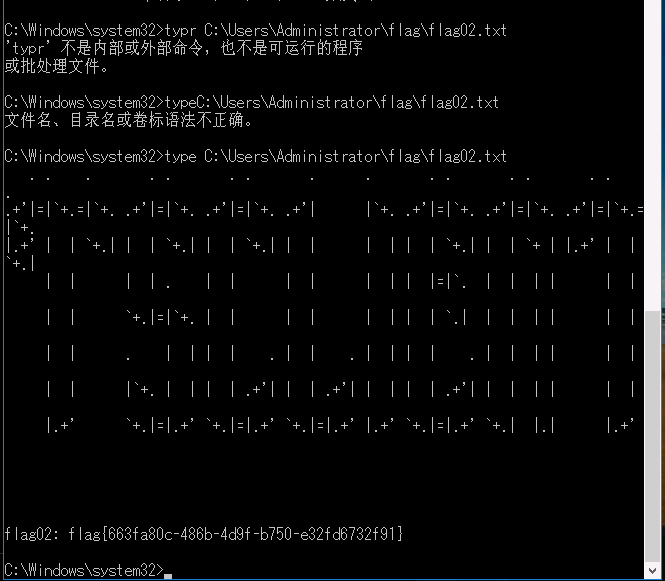 C:\Windows\system32>typr C:\Users\Administrator\flag\flag02.txt
'typr' 不是内部或外部命令，也不是可运行的程序
或批处理文件。
C:\Windows\system32>typeC:\Users\Administrator\flag\flag02.txt
文件名、目录名或卷标语法不正确。
C:\Windows\system32>type C:\Users\Administrator\flag\flag02.txt
   . .    .       . .       . .       .      .       . .       . .       . .
.
.+'|=|`+.=|`+. .+'|=|`+. .+'|=|`+. .+'|      |`+. .+'|=|`+. .+'|=|`+. .+'|=|`+.=
|`+.
|.+' |  | `+.| |  | `+.| |  | `+.| |  |      |  | |  | `+.| |  | `+ | |.+' |  |
`+.|
     |  |      |  | .    |  |      |  |      |  | |  |=|`.  |  |  | |      |  |
     |  |      `+.|=|`+. |  |      |  |      |  | |  | `.|  |  |  | |      |  |
     |  |      .    |  | |  |    . |  |    . |  | |  |    . |  |  | |      |  |
     |  |      |`+. |  | |  | .+'| |  | .+'| |  | |  | .+'| |  |  | |      |  |
     |.+'      `+.|=|.+' `+.|=|.+' `+.|=|.+' |.+' `+.|=|.+' `+.|  |.|      |.+'
flag02: flag{663fa80c-486b-4d9f-b750-e32fd6732f91}
C:\Windows\system32>